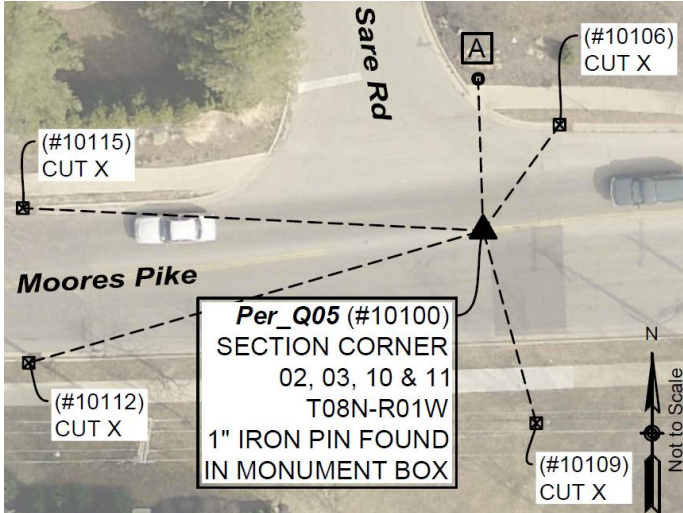 Sare Rd
A
(#10106)
CUT X
(#10115)
CUT X
Moores Pike
Per_Q05 (#10100)
SECTION CORNER
02, 03, 10 & 11
T08N-R01W
1" IRON PIN FOUND
IN MONUMENT BOX
(#10112)
CUT X
(#10109)
CUT X
N
Not to Scale